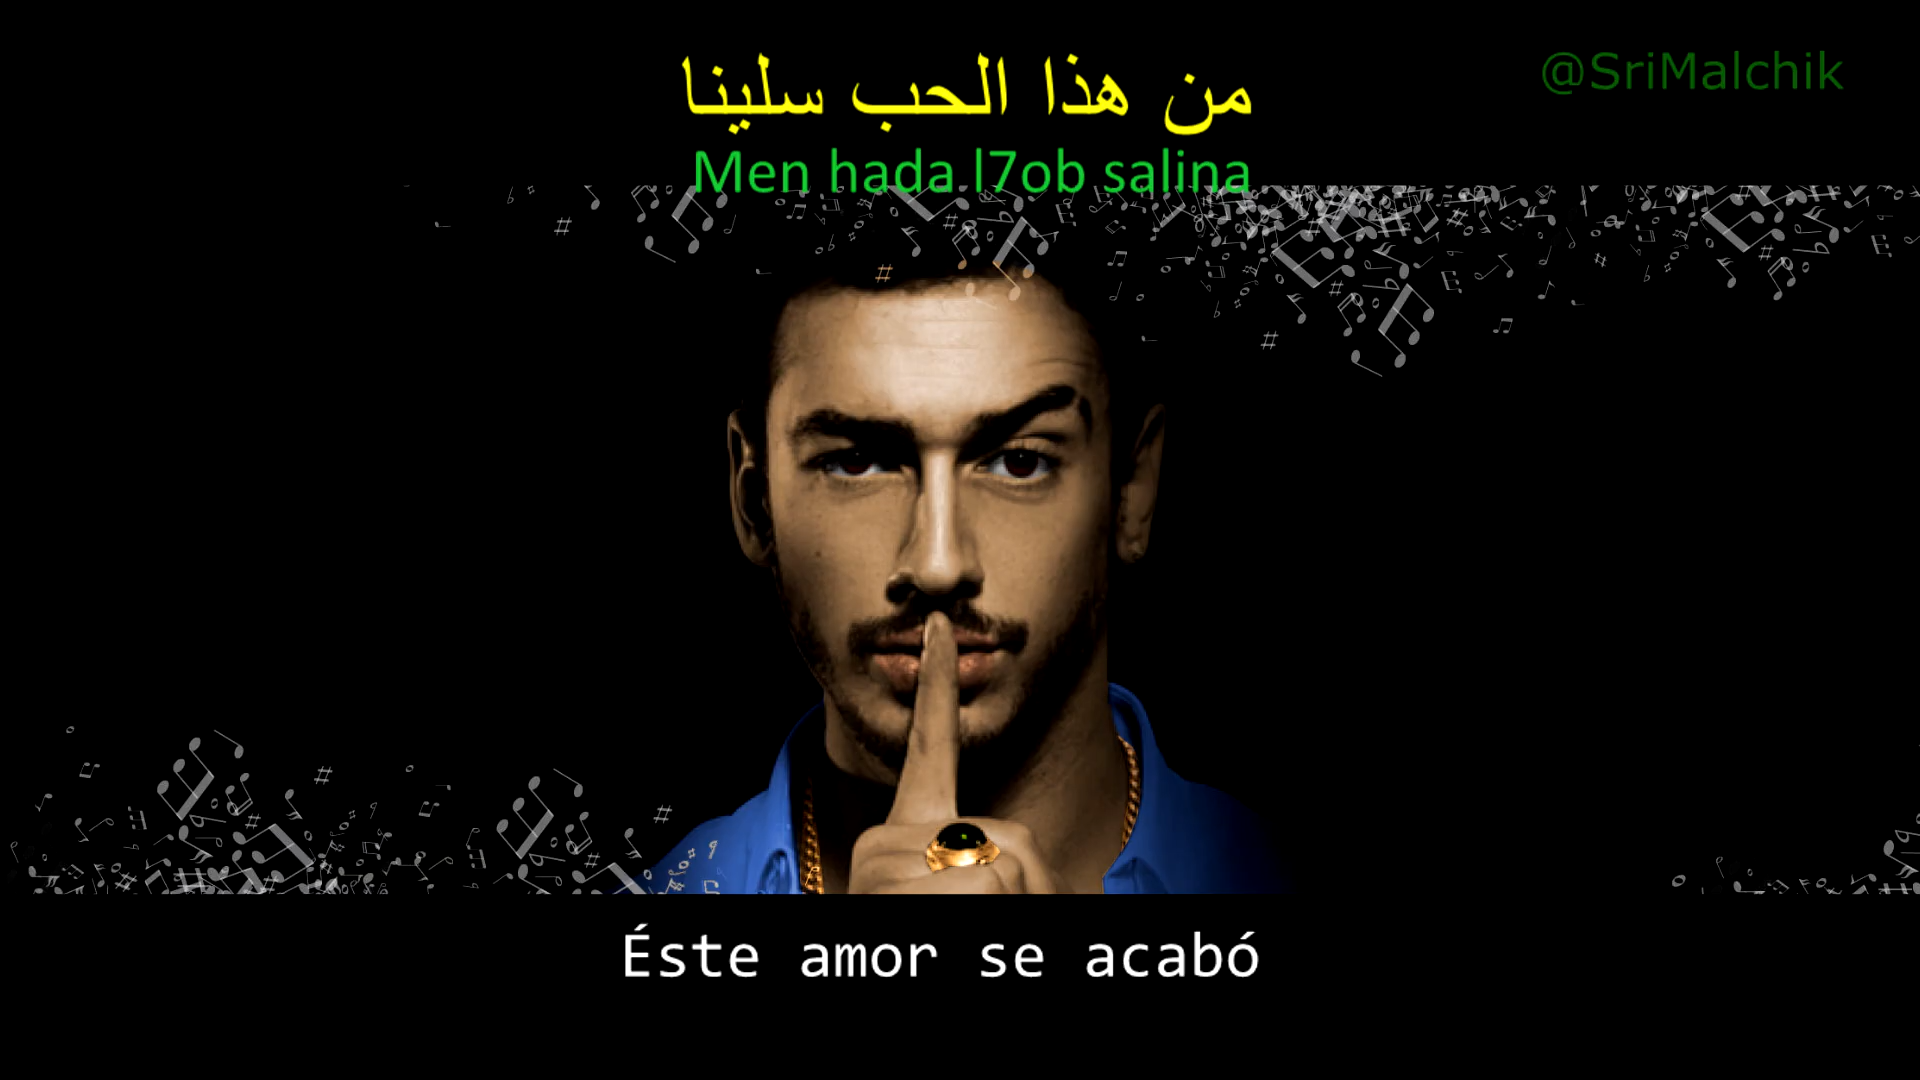 من هذا الحب سلينا
@SriMalchik
Men hada l7ob salina
Éste amor se acabó